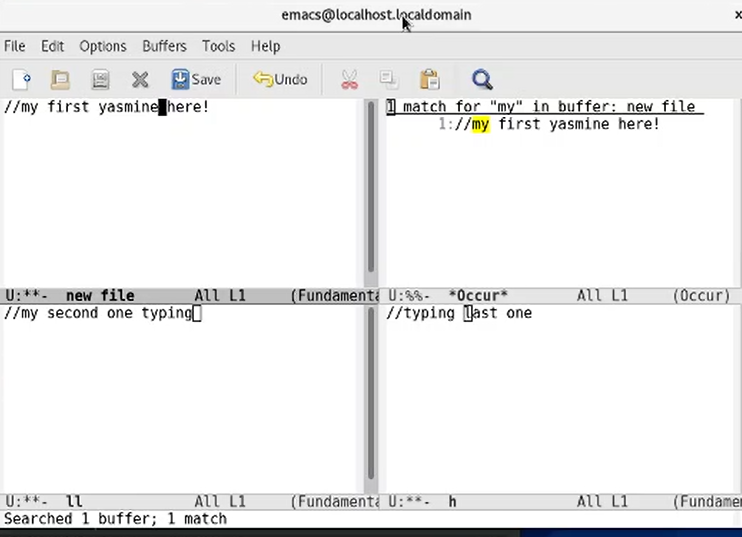 emacs@localhost.localdomain
x
File Edit Options Buffers Tools Help
Save Undo
//my first yasmine here!
U:**- new file All L1 (Fundamenta
1 match for "my" in buffer: new file
1://my first yasmine here!
U:%%- *Occur* All L1 (Occur)
//my second one typing
U:**- ll All L1 (Fundamenta
//typing last one
U:**- h All L1 (Fundame
Searched 1 buffer; 1 match